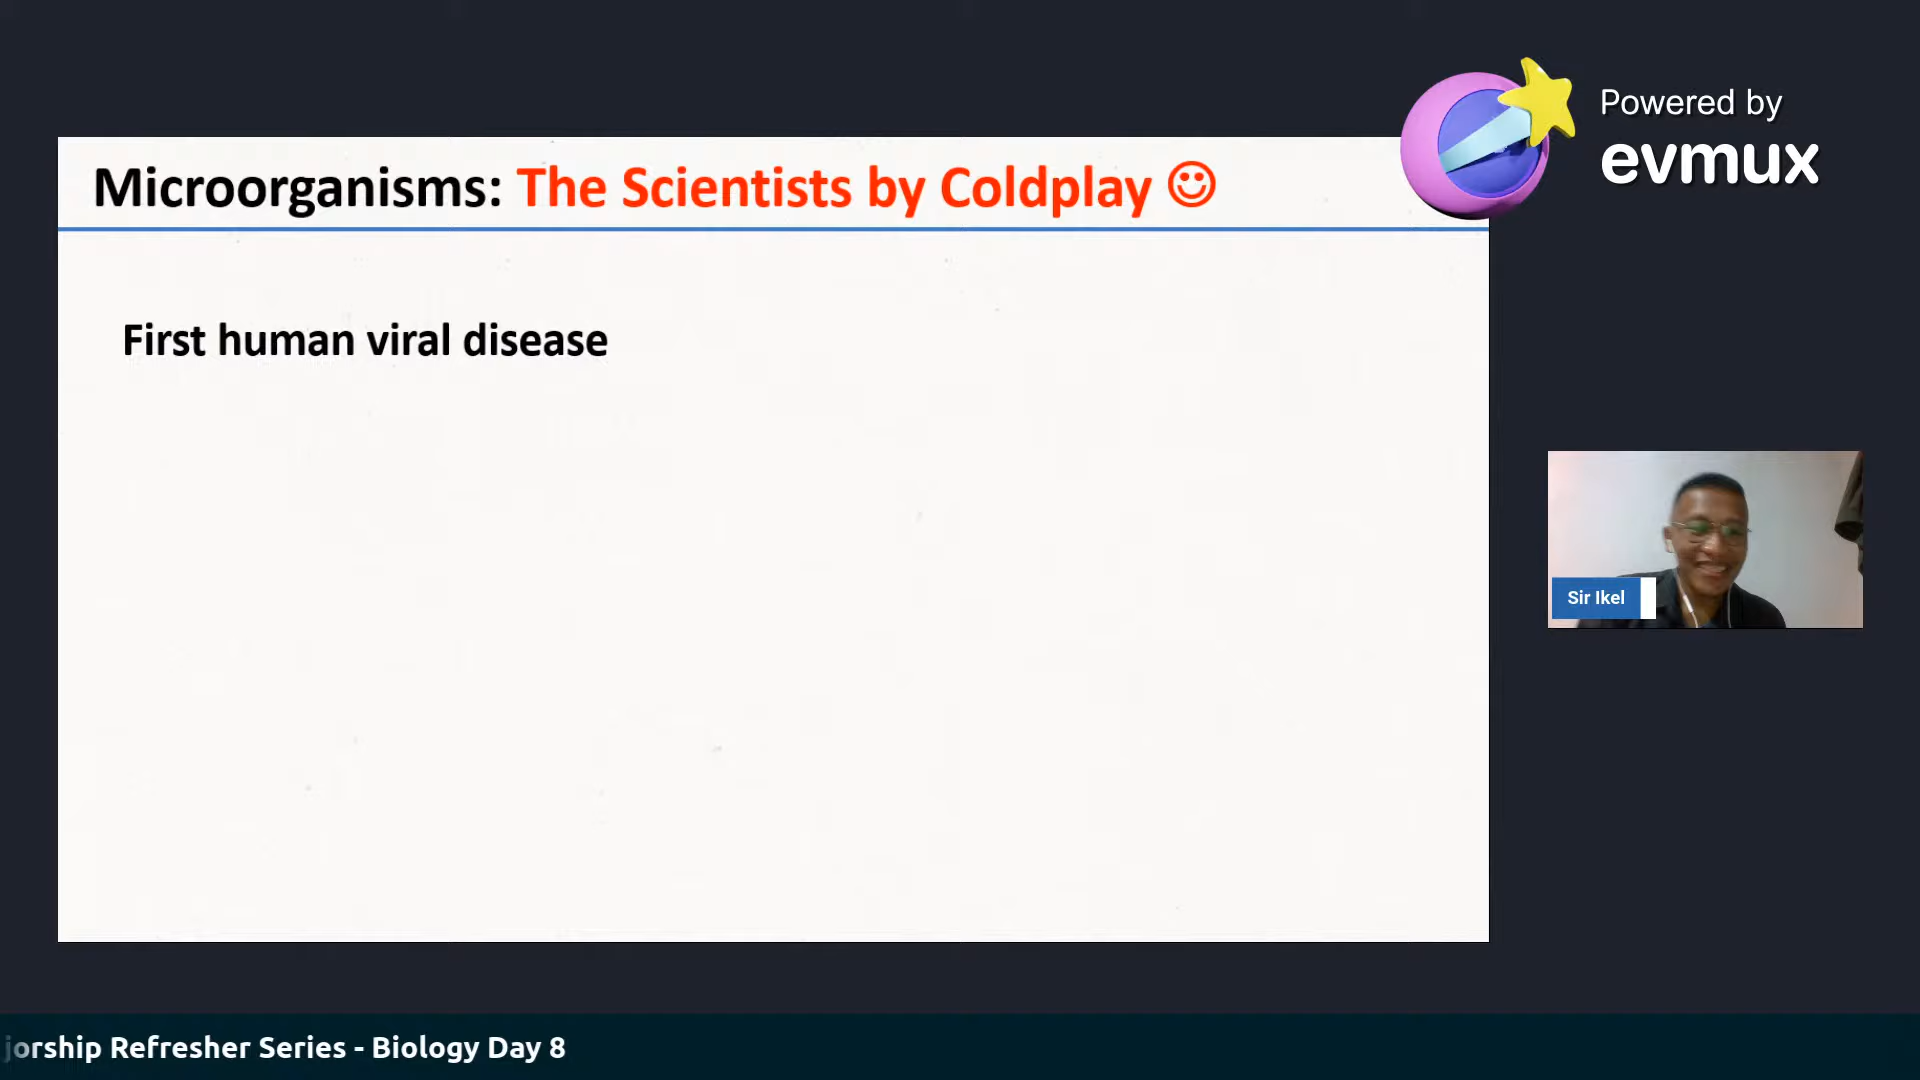 Powered by
evmux
Microorganisms: The Scientists by Coldplay ☺
First human viral disease
Sir Ikel
jorship Refresher Series - Biology Day 8